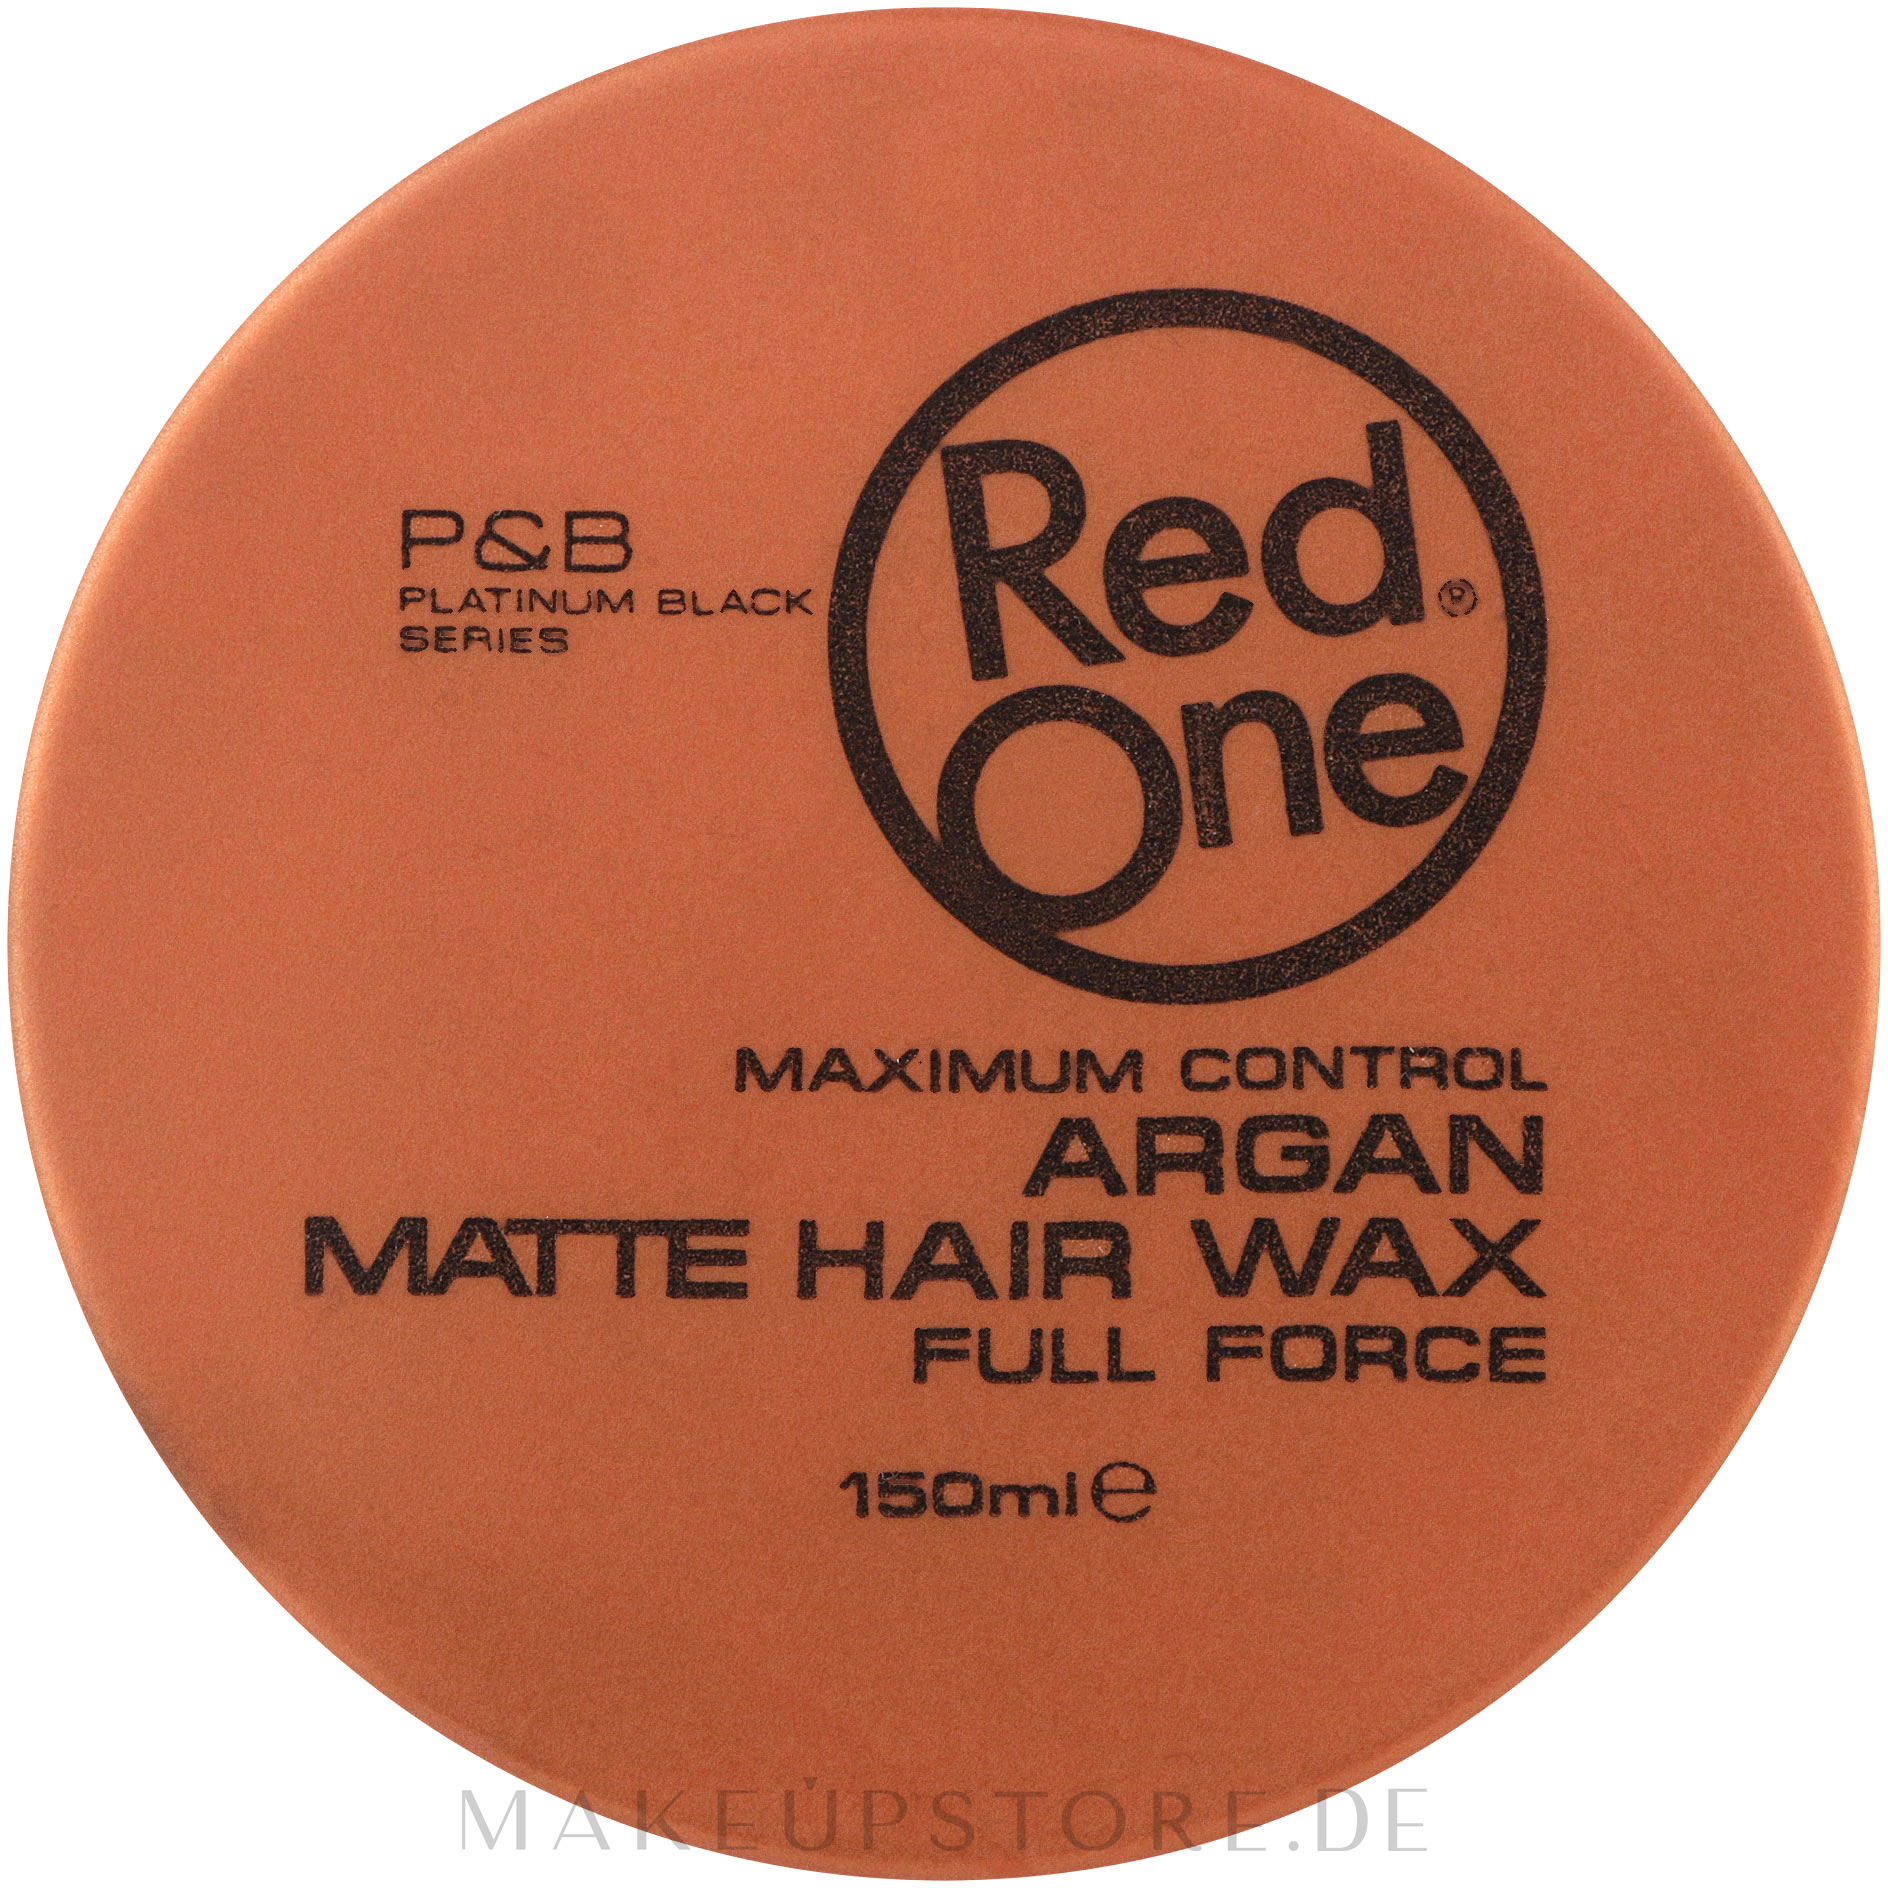 P&B
PLATINUM BLACK
SERIES
Red
One®
MAXIMUM CONTROL
ARGAN
MATTE HAIR WAX
FULL FORCE
150ml e
MAKEUPSTORE.DE